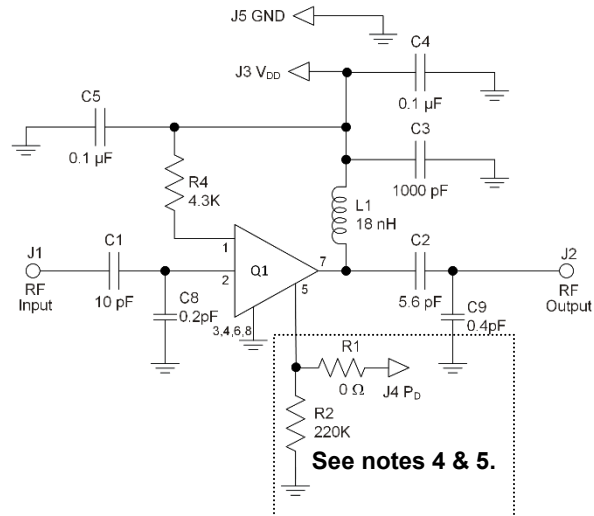 J5 GND
C4
J3 VDD
0.1 µF
C5
0.1 µF
C3
1000 pF
R4
4.3K
L1
18 nH
J1
RF
Input
C1
10 pF
1
2
Q1
7
5
3,4,6,8
C8
0.2pF
C2
5.6 pF
J2
RF
Output
C9
0.4pF
R1
0 Ω
J4 PD
R2
220K
See notes 4 & 5.